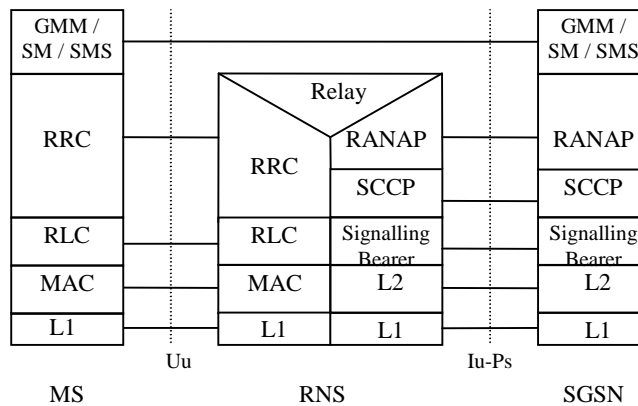 GMM /
SM / SMS
GMM /
SM / SMS
Relay
RRC
RRC
RANAP
RANAP
SCCP
SCCP
RLC
RLC
Signalling
Bearer
Signalling
Bearer
MAC
MAC
L2
L2
L1
L1
L1
L1
Uu
Iu-Ps
MS
RNS
SGSN